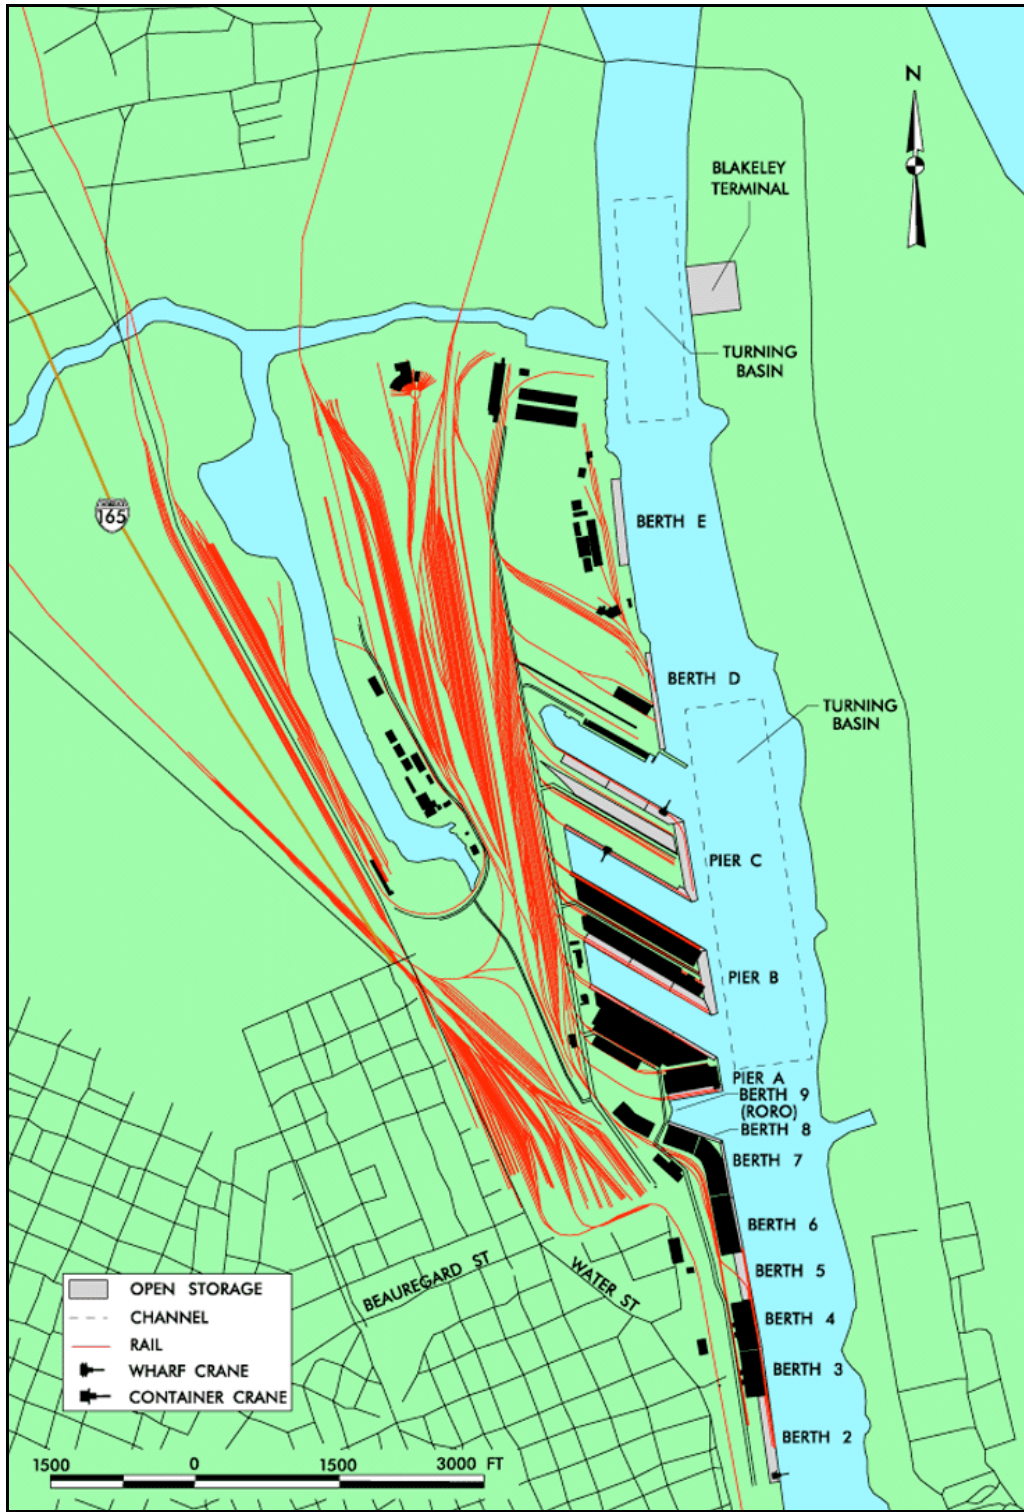 N
BLAKELEY
TERMINAL
TURNING
BASIN
165
BERTH E
BERTH D
TURNING
BASIN
PIER C
PIER B
PIER A
BERTH 9
(RORO)
BERTH 8
BERTH 7
BERTH 6
BERTH 5
BERTH 4
BERTH 3
BERTH 2
BEAUREGARD ST
WATER ST
OPEN STORAGE
CHANNEL
RAIL
WHARF CRANE
CONTAINER CRANE
1500 0 1500 3000 FT